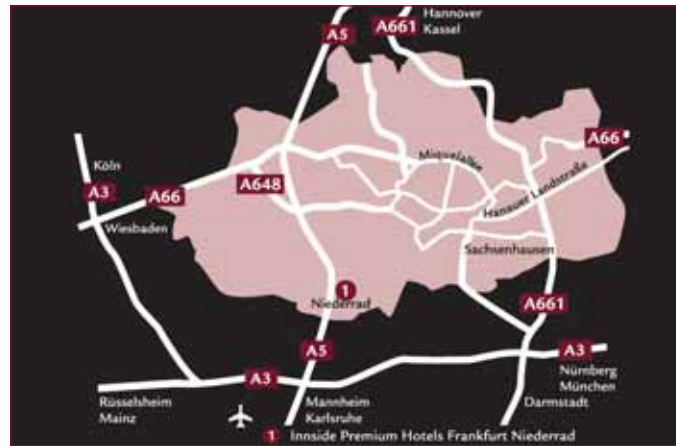 Hannover
Kassel
A661
A5
A66
Miquelallee
Köln
A3
A66
A648
Hanauer Landstraße
Wiesbaden
Sachsenhausen
1
Niederrad
A661
A5
A3
A3
Nürnberg
München
Rüsselsheim
Mainz
Mannheim
Karlsruhe
Darmstadt
1 Innside Premium Hotels Frankfurt Niederrad